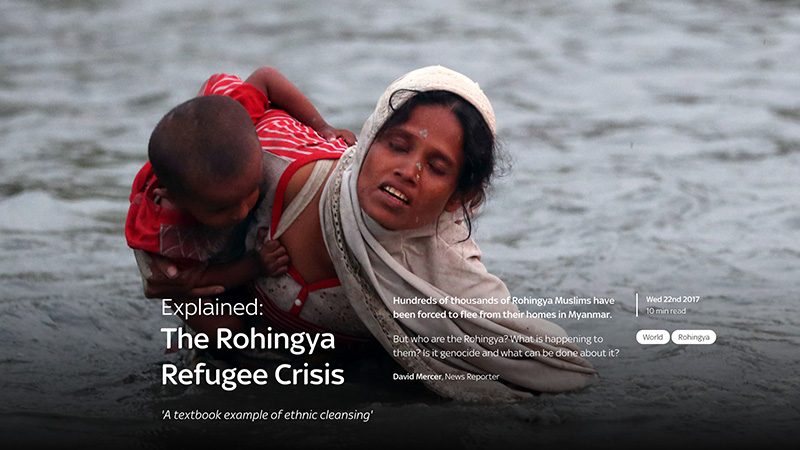 Explained:
The Rohingya
Refugee Crisis
'A textbook example of ethnic cleansing'
Hundreds of thousands of Rohingya Muslims have
been forced to flee from their homes in Myanmar.
But who are the Rohingya? What is happening to
them? Is it genocide and what can be done about it?
David Mercer, News Reporter
Wed 22nd 2017
10 min read
World
Rohingya